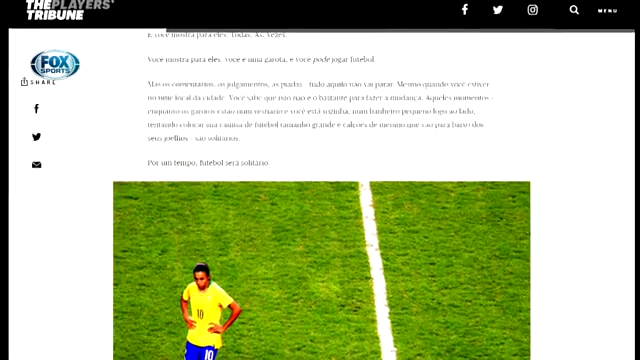 THE PLAYERS'
TRIBUNE
MENU
E você mostra para eles. Todas. As. Vezes.
FOX
SPORTS
SHARE
Você mostra para eles: você é uma garota, e você pode jogar futebol.
Mas os comentários, os julgamentos, as piadas – tudo aquilo não vai parar. Mesmo quando você estiver
no time local da cidade. Você sabe que isso não é o bastante para fazer a mudança. Aqueles momentos –
enquanto os garotos estão num vestiário e você está sozinha, num banheiro pequeno logo ao lado,
tentando colocar uma camisa de futebol tamanho grande e calções de menino que vão para baixo dos
seus joelhos – são solitários.
Por um tempo, futebol será solitário.
10
10